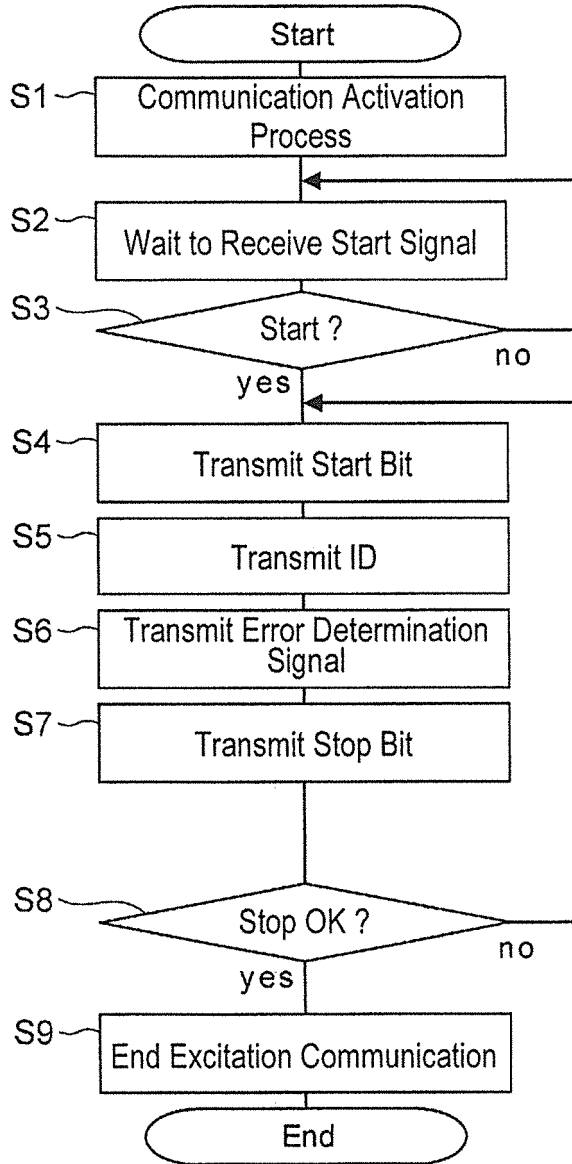 Start
S1
Communication Activation
Process
S2
Wait to Receive Start Signal
S3
Start ?
no
yes
S4
Transmit Start Bit
S5
Transmit ID
S6
Transmit Error Determination
Signal
S7
Transmit Stop Bit
S8
Stop OK ?
no
yes
S9
End Excitation Communication
End